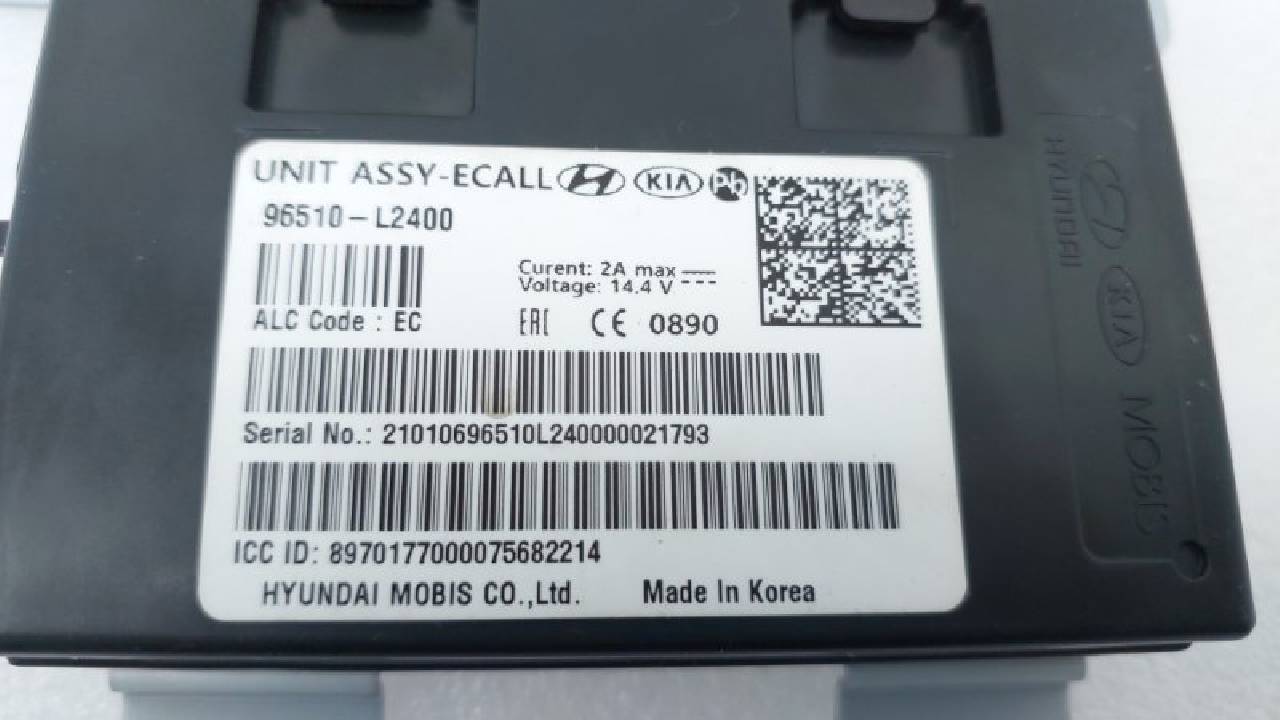 UNIT ASSY-ECALL KIA Pb
96510-L2400
Curent: 2A max
Voltage: 14.4 V
ALC Code : EC
EAC CE 0890
Serial No.: 21010696510L240000021793
ICC ID: 8970177000075682214
HYUNDAI MOBIS CO.,Ltd. Made In Korea
HYUNDAI KIA MOBIS